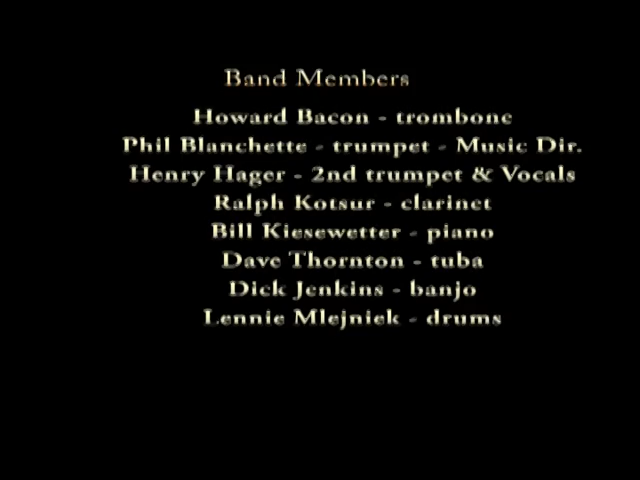 Band Members
Howard Bacon - trombone
Phil Blanchette - trumpet - Music Dir.
Henry Hager - 2nd trumpet & Vocals
Ralph Kotsur - clarinet
Bill Kiesewetter - piano
Dave Thornton - tuba
Dick Jenkins - banjo
Lennie Mlejniek - drums